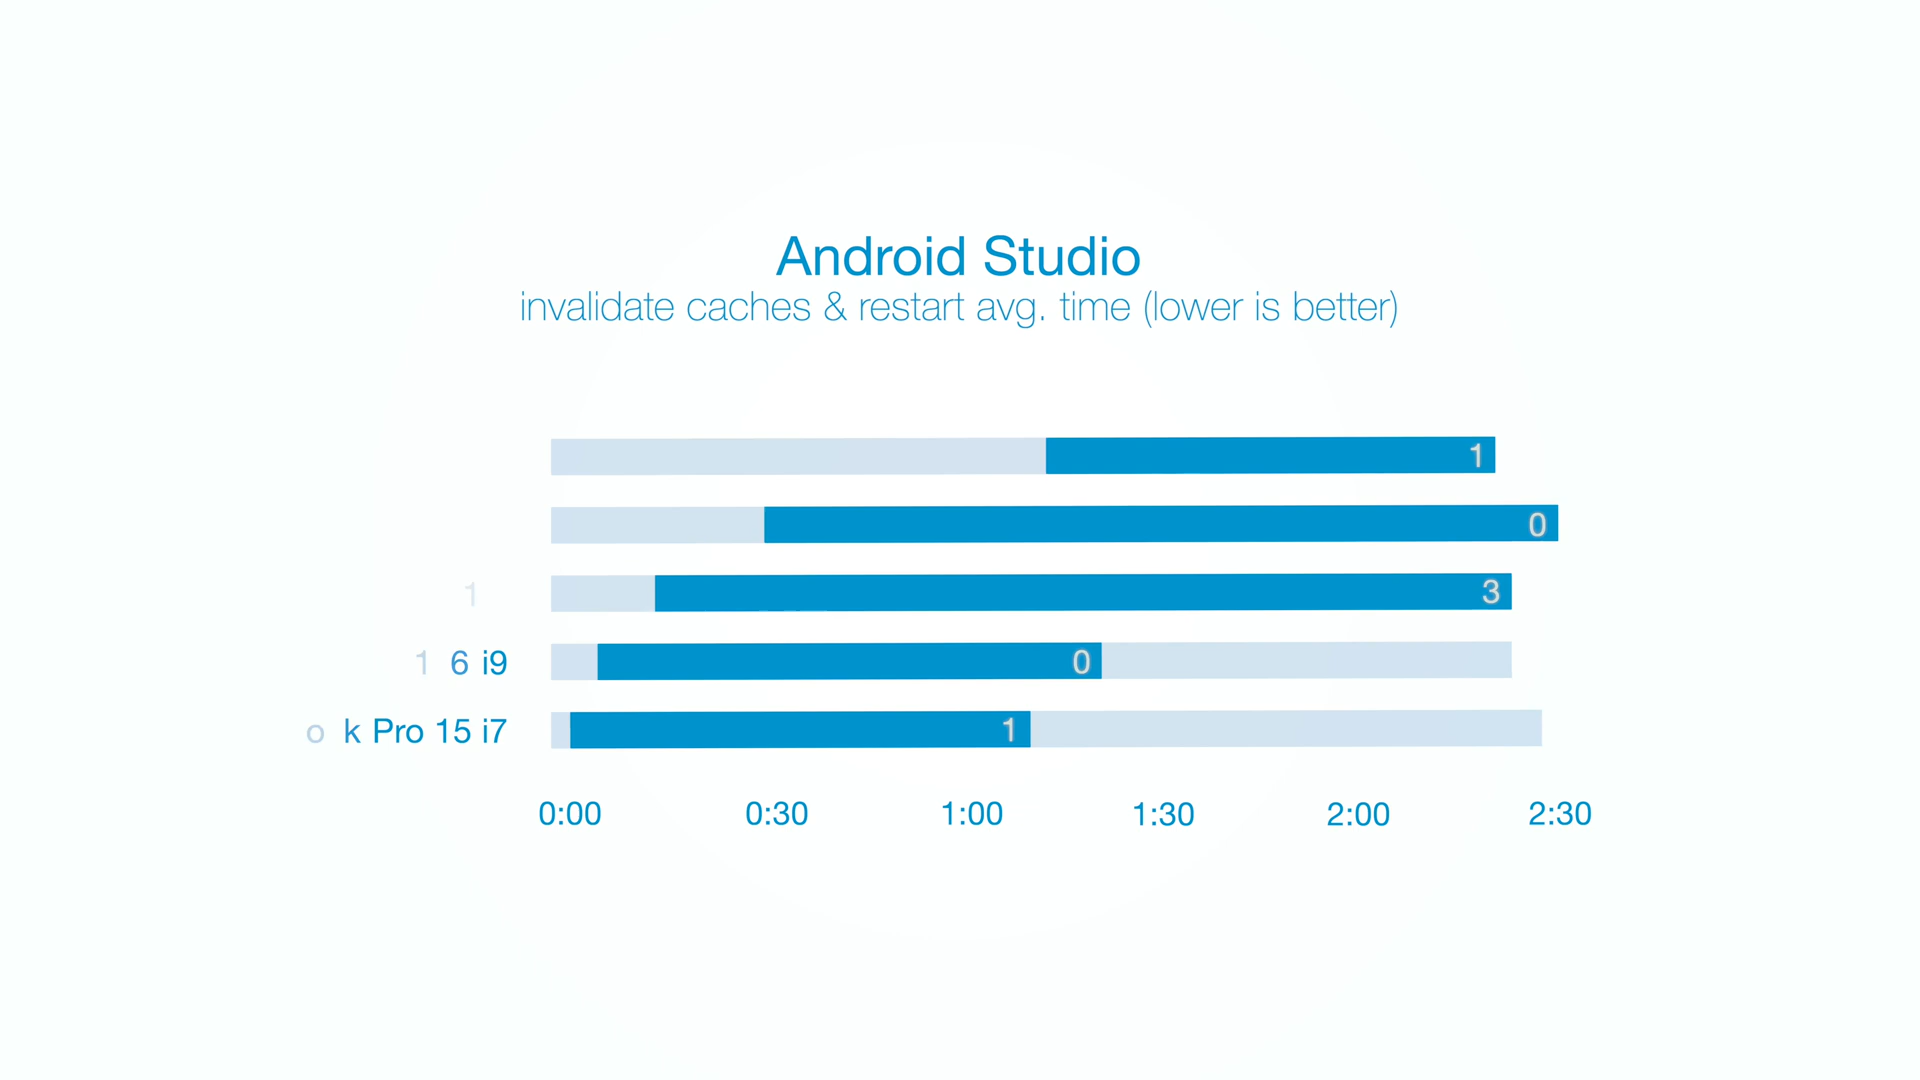 Android Studio
invalidate caches & restart avg. time (lower is better)
1
0
1 3
1 6 i9 0
o k Pro 15 i7 1
0:00 0:30 1:00 1:30 2:00 2:30